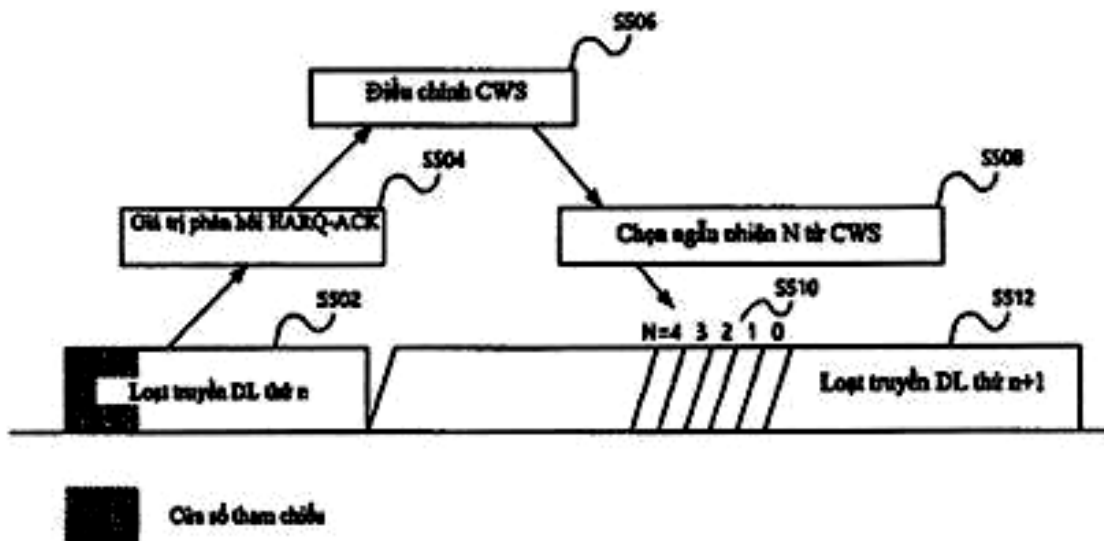 S506
Điều chỉnh CWS
S504
S508
Giá trị phản hồi HARQ-ACK
Chọn ngẫu nhiên N từ CWS
S502
S510
S512
N=4 3 2 1 0
Loạt truyền DL thứ n
Loạt truyền DL thứ n+1
Cửa sổ tham chiếu